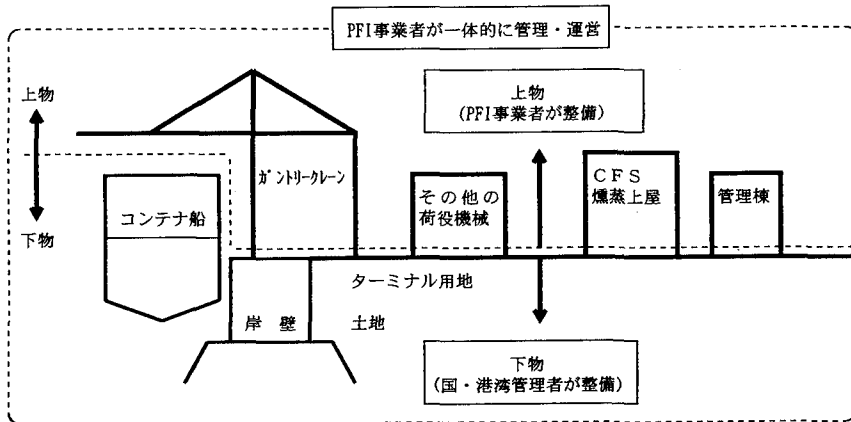 PFI事業者が一体的に管理・運営
上物
上物
(PFI事業者が整備)
ガントリークレーン
その他の
荷役機械
CFS
燻蒸上屋
管理棟
コンテナ船
下物
ターミナル用地
岸壁
土地
下物
(国・港湾管理者が整備)